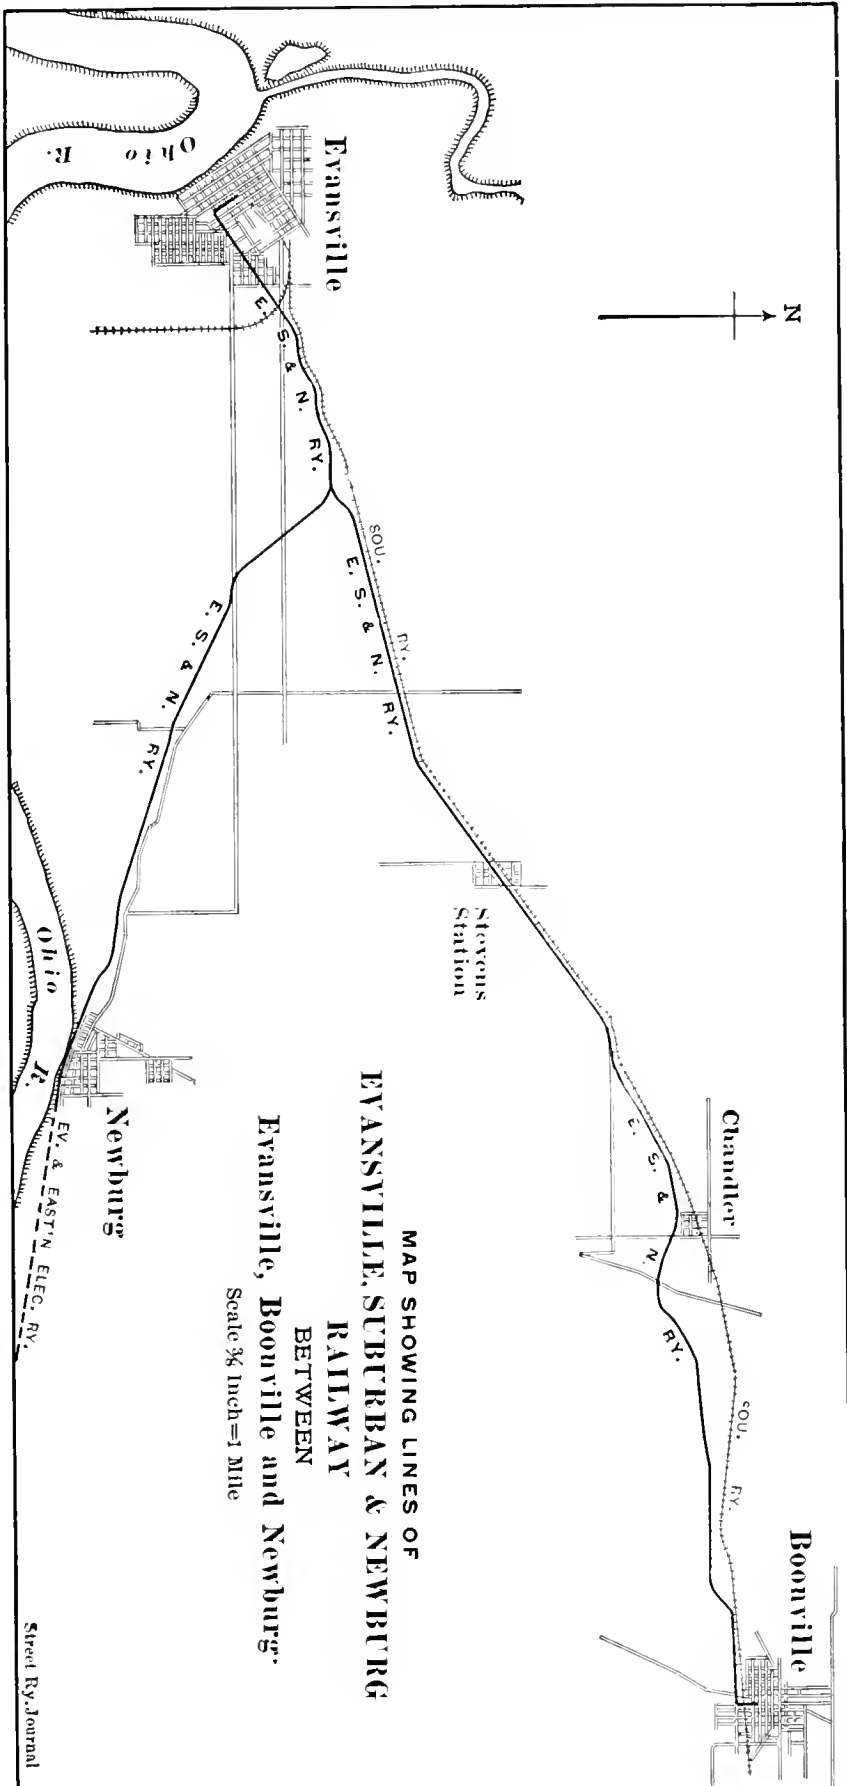 N
Evansville
Ohio R.
E. S. & N. RY.
SOU. RY.
E. S. & N. RY.
E. S. & N. RY.
Stevens
Station
Chandler
E. S. & N. RY.
SOU. RY.
Boonville
Ohio R.
Newburg
EV. & EAST'N ELEC. RY.
MAP SHOWING LINES OF
EVANSVILLE, SUBURBAN & NEWBURG
RAILWAY
BETWEEN
Evansville, Boonville and Newburg.
Scale ⅜ Inch=1 Mile
Street Ry. Journal